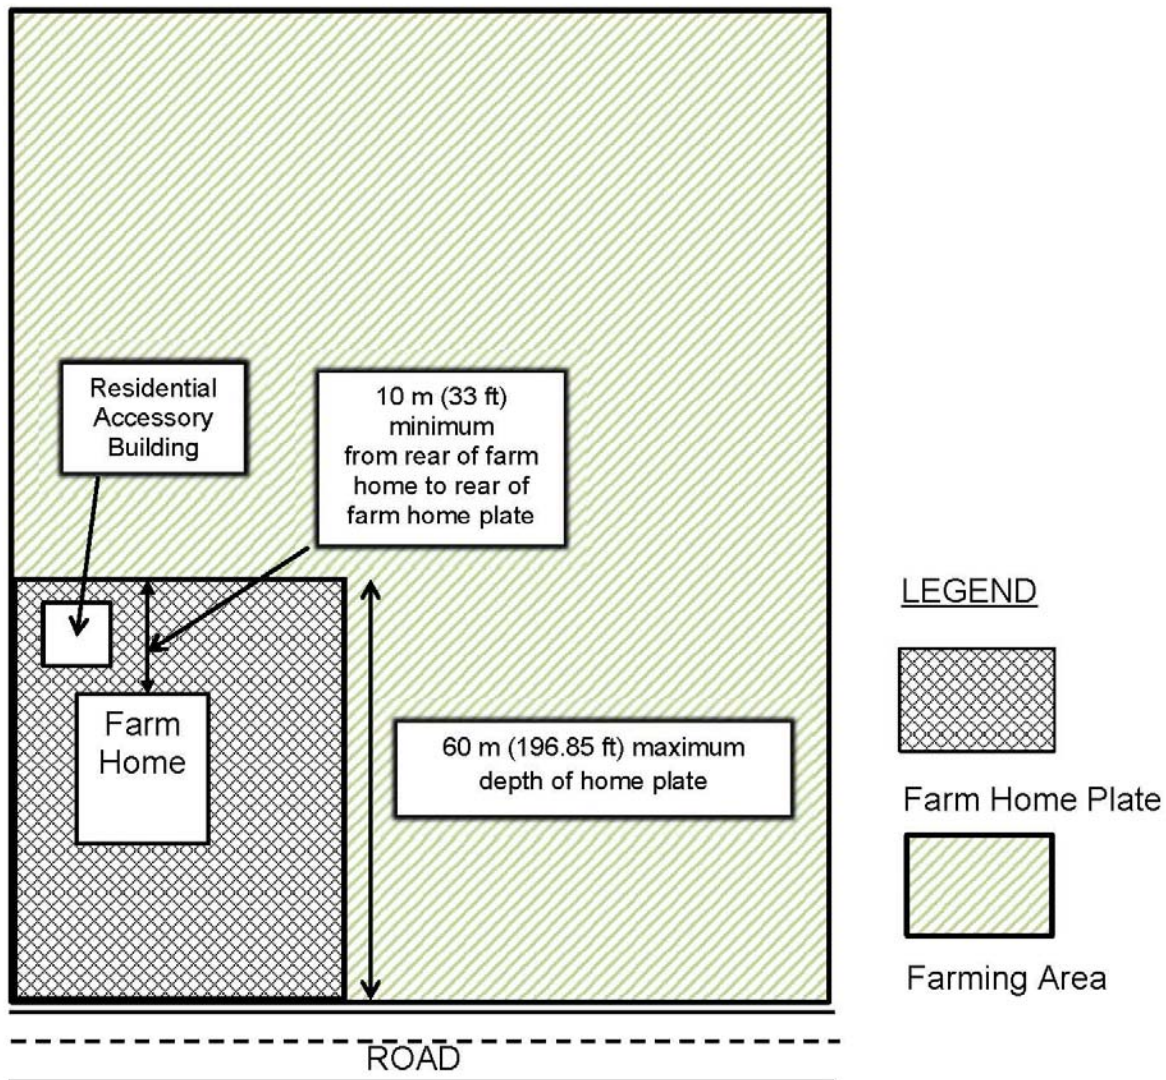 Residential
Accessory
Building
10 m (33 ft)
minimum
from rear of farm
home to rear of
farm home plate
Farm
Home
60 m (196.85 ft) maximum
depth of home plate
LEGEND
Farm Home Plate
Farming Area
ROAD